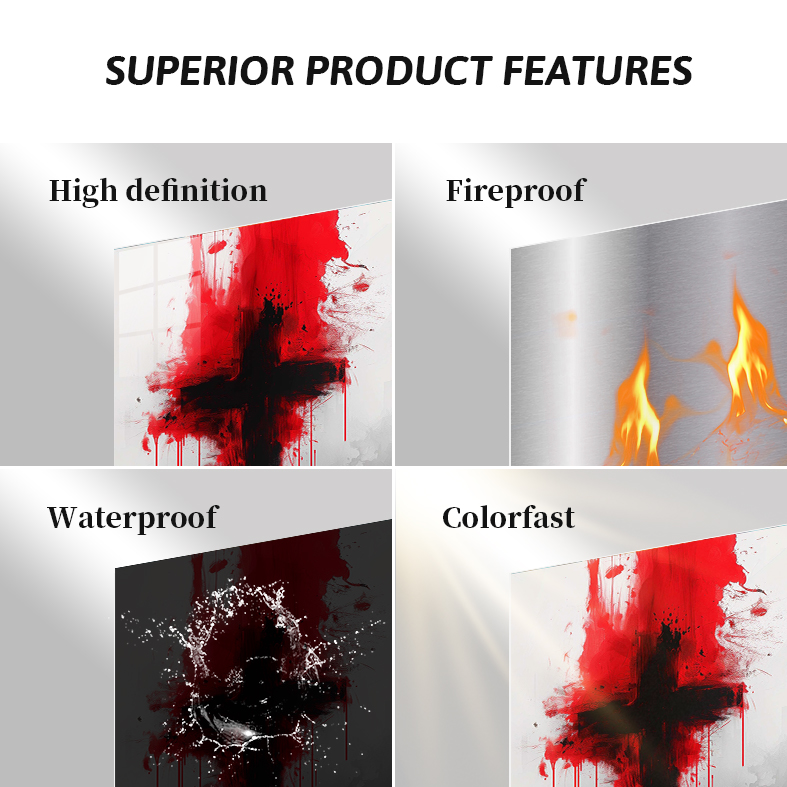 SUPERIOR PRODUCT FEATURES
High definition
Fireproof
Waterproof
Colorfast